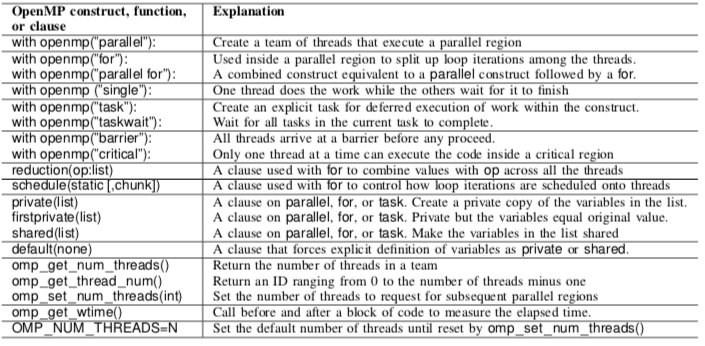 OpenMP construct, function, or clause | Explanation
with openmp("parallel"): | Create a team of threads that execute a parallel region
with openmp("for"): | Used inside a parallel region to split up loop iterations among the threads.
with openmp("parallel for"): | A combined construct equivalent to a parallel construct followed by a for.
with openmp ("single"): | One thread does the work while the others wait for it to finish
with openmp("task"): | Create an explicit task for deferred execution of work within the construct.
with openmp("taskwait"): | Wait for all tasks in the current task to complete.
with openmp("barrier"): | All threads arrive at a barrier before any proceed.
with openmp("critical"): | Only one thread at a time can execute the code inside a critical region
reduction(op:list) | A clause used with for to combine values with op across all the threads
schedule(static [,chunk]) | A clause used with for to control how loop iterations are scheduled onto threads
private(list) | A clause on parallel, for, or task. Create a private copy of the variables in the list.
firstprivate(list) | A clause on parallel, for, or task. Private but the variables equal original value.
shared(list) | A clause on parallel, for, or task. Make the variables in the list shared
default(none) | A clause that forces explicit definition of variables as private or shared.
omp_get_num_threads() | Return the number of threads in a team
omp_get_thread_num() | Return an ID ranging from 0 to the number of threads minus one
omp_set_num_threads(int) | Set the number of threads to request for subsequent parallel regions
omp_get_wtime() | Call before and after a block of code to measure the elapsed time.
OMP_NUM_THREADS=N | Set the default number of threads until reset by omp_set_num_threads()